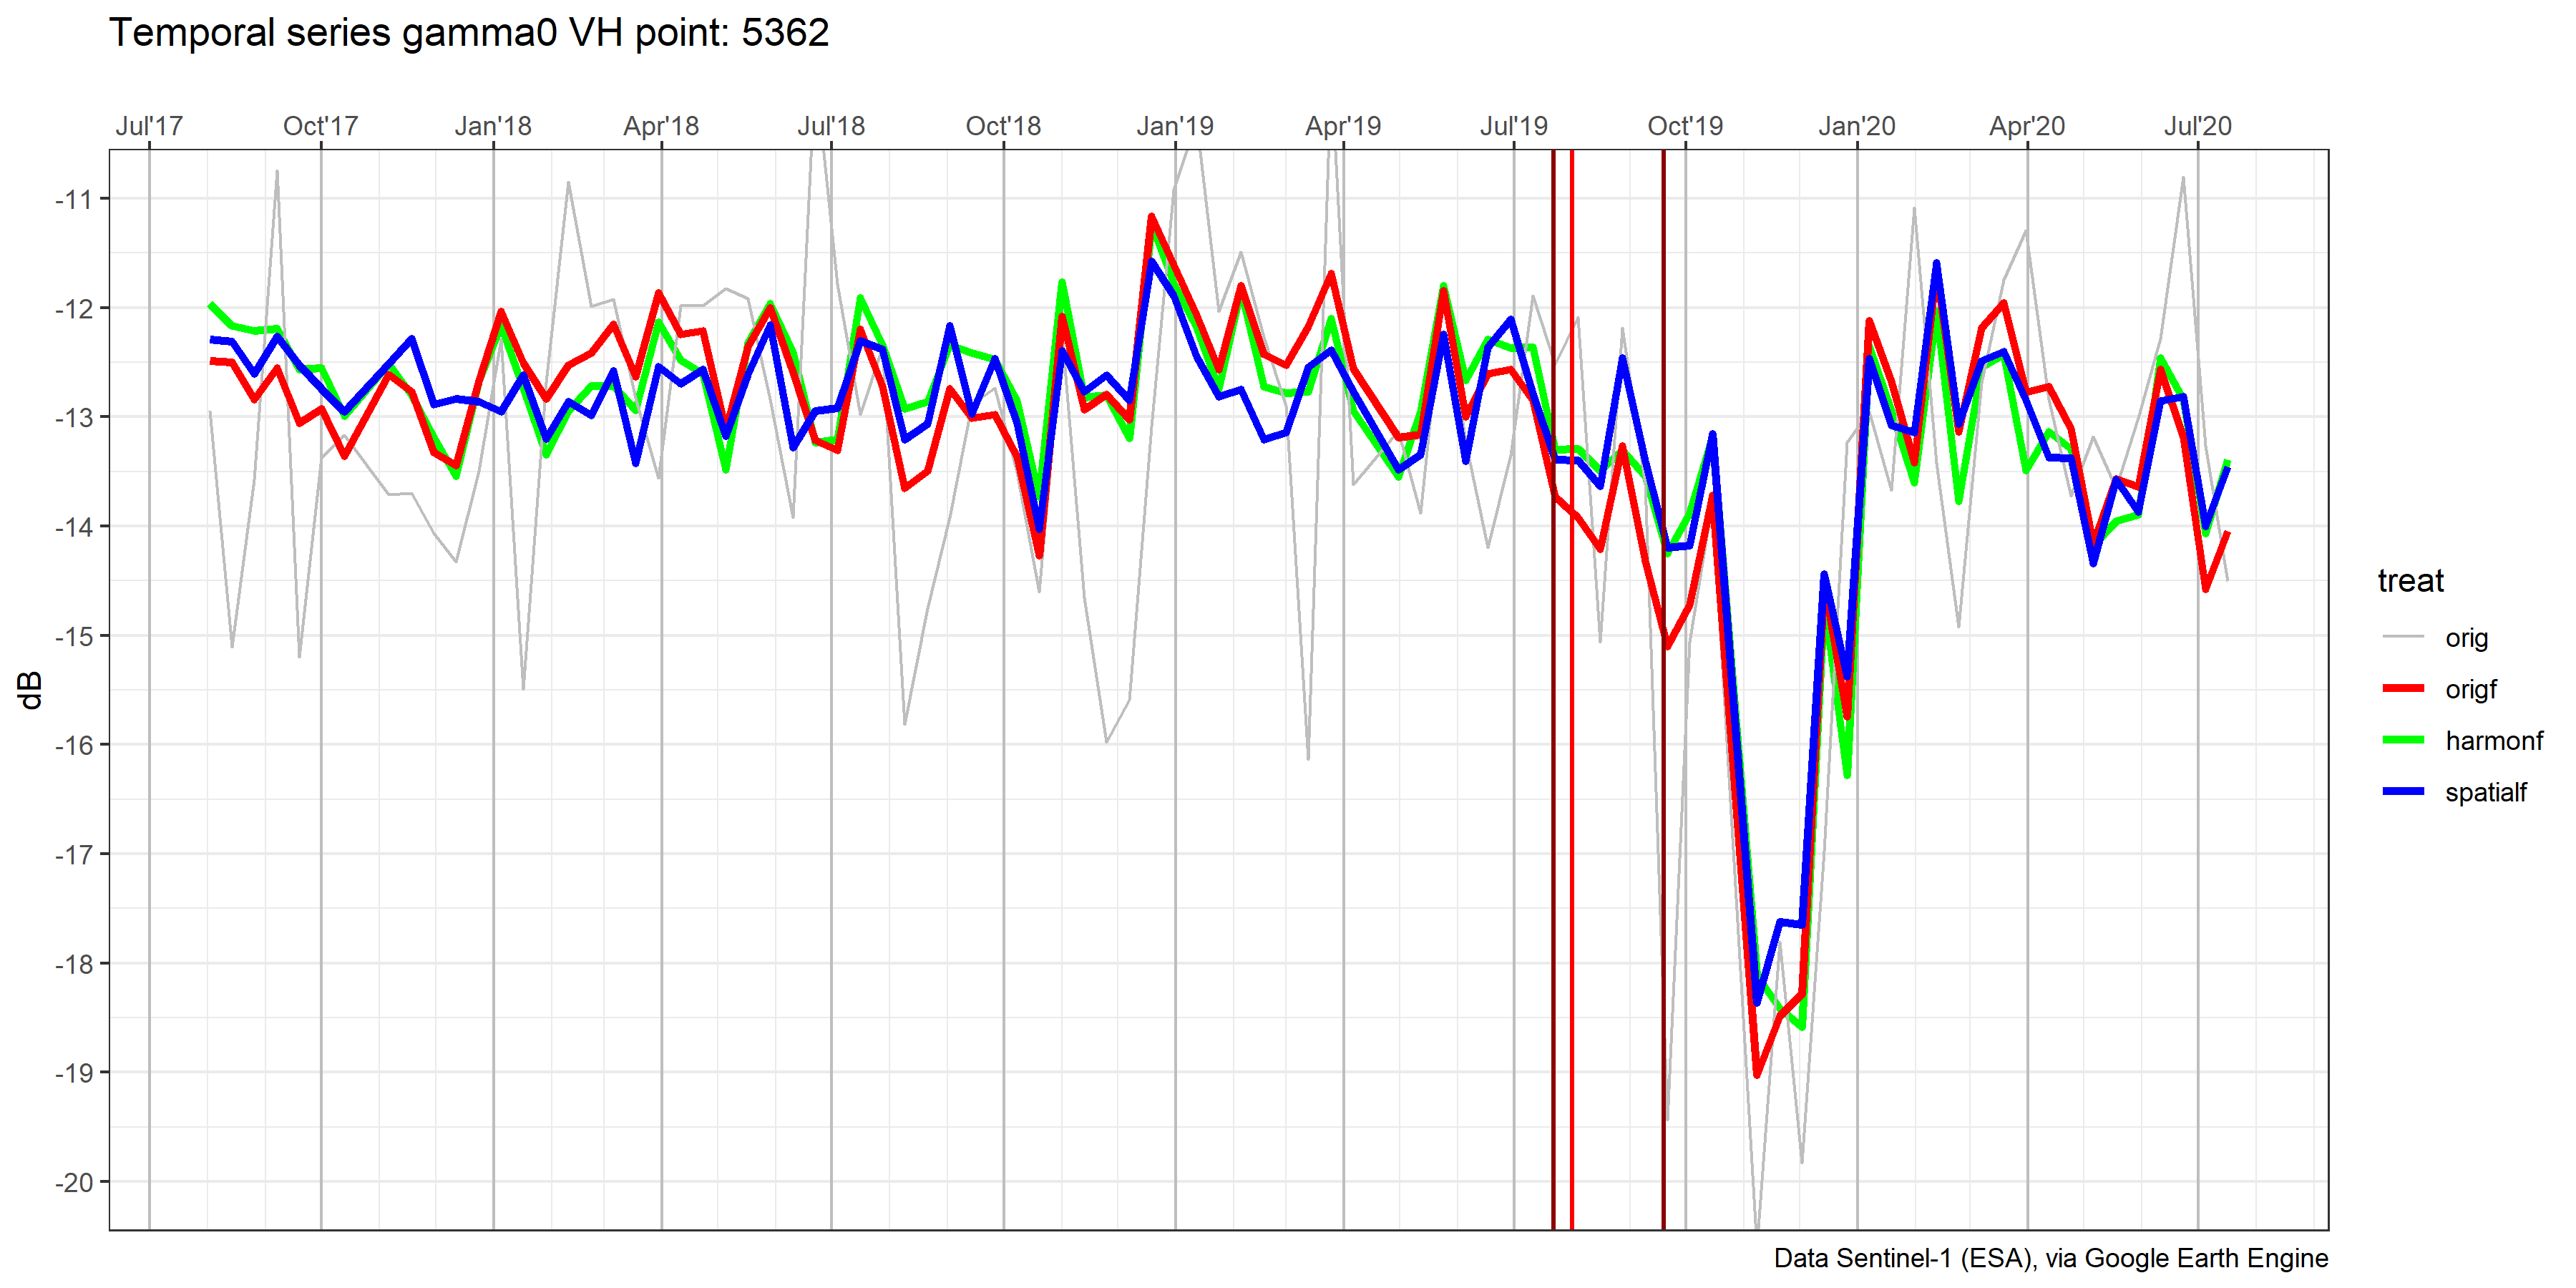 Temporal series gamma0 VH point: 5362
Jul'17 Oct'17 Jan'18 Apr'18 Jul'18 Oct'18 Jan'19 Apr'19 Jul'19 Oct'19 Jan'20 Apr'20 Jul'20
-11
-12
-13
-14
-15
-16
-17
-18
-19
-20
dB
treat
orig
origf
harmonf
spatialf
Data Sentinel-1 (ESA), via Google Earth Engine